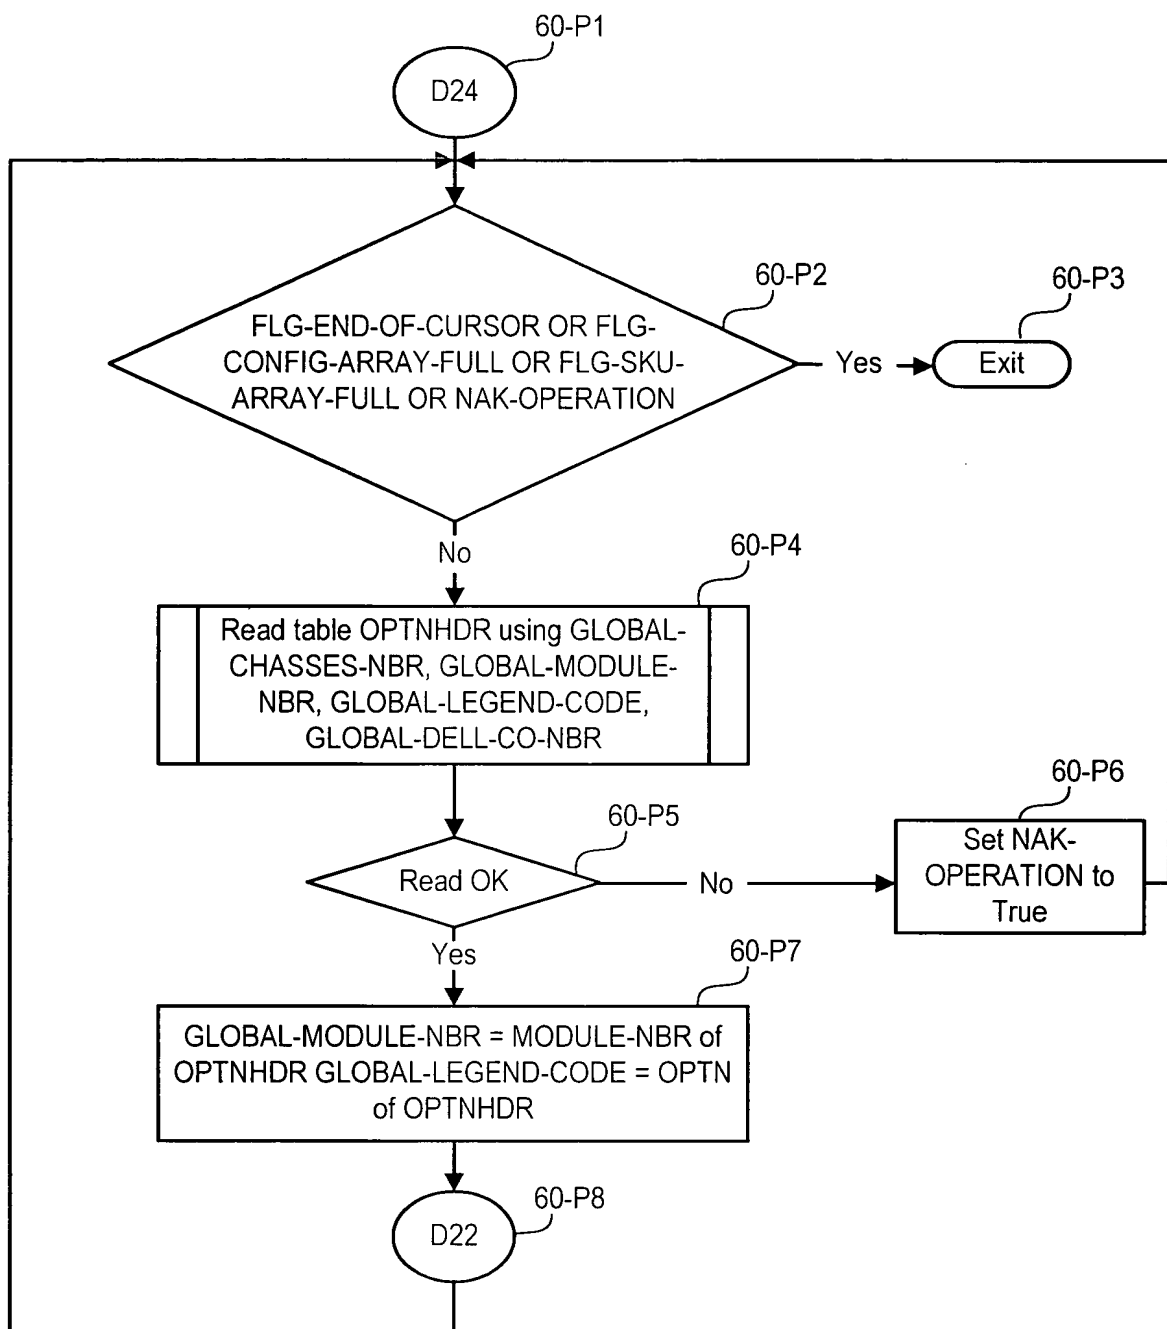 60-P1
D24
60-P2
60-P3
FLG-END-OF-CURSOR OR FLG-
CONFIG-ARRAY-FULL OR FLG-SKU-
ARRAY-FULL OR NAK-OPERATION
Yes
Exit
No
60-P4
Read table OPTNHDR using GLOBAL-
CHASSES-NBR, GLOBAL-MODULE-
NBR, GLOBAL-LEGEND-CODE,
GLOBAL-DELL-CO-NBR
60-P5
60-P6
Read OK
No
Set NAK-
OPERATION to
True
Yes
60-P7
GLOBAL-MODULE-NBR = MODULE-NBR of
OPTNHDR GLOBAL-LEGEND-CODE = OPTN
of OPTNHDR
60-P8
D22